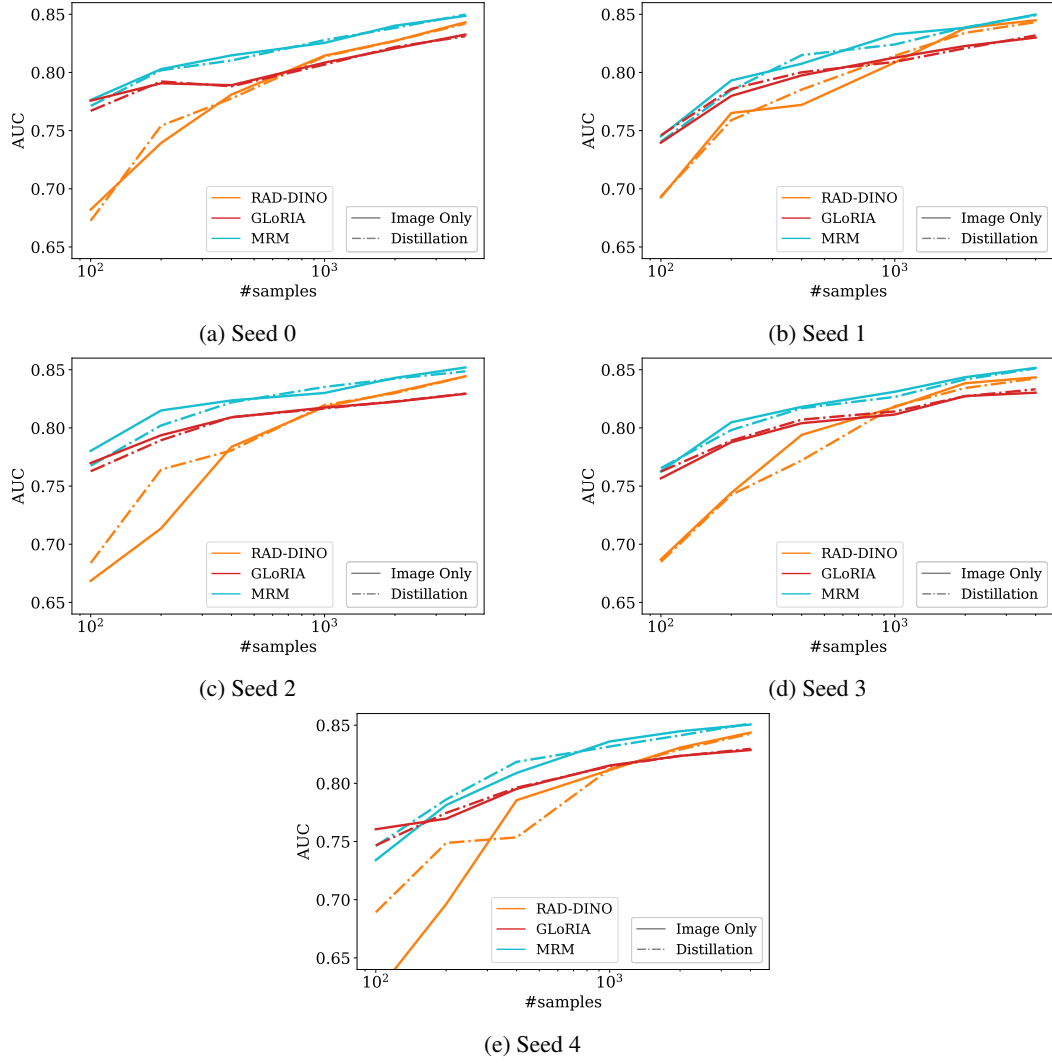 0.85
0.80
0.75
0.70
0.65
AUC
RAD-DINO
GLoRIA
MRM
Image Only
Distillation
10²
10³
#samples
(a) Seed 0
0.85
0.80
0.75
0.70
0.65
AUC
RAD-DINO
GLoRIA
MRM
Image Only
Distillation
10²
10³
#samples
(b) Seed 1
0.85
0.80
0.75
0.70
0.65
AUC
RAD-DINO
GLoRIA
MRM
Image Only
Distillation
10²
10³
#samples
(c) Seed 2
0.85
0.80
0.75
0.70
0.65
AUC
RAD-DINO
GLoRIA
MRM
Image Only
Distillation
10²
10³
#samples
(d) Seed 3
0.85
0.80
0.75
0.70
0.65
AUC
RAD-DINO
GLoRIA
MRM
Image Only
Distillation
10²
10³
#samples
(e) Seed 4